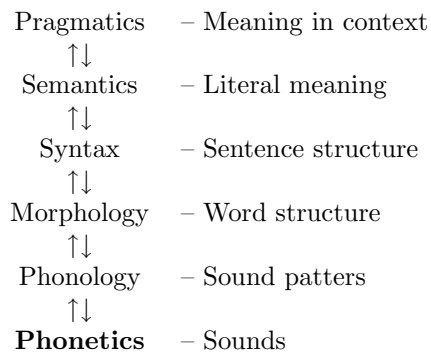 Pragmatics – Meaning in context
↑↓
Semantics – Literal meaning
↑↓
Syntax – Sentence structure
↑↓
Morphology – Word structure
↑↓
Phonology – Sound patters
↑↓
Phonetics – Sounds